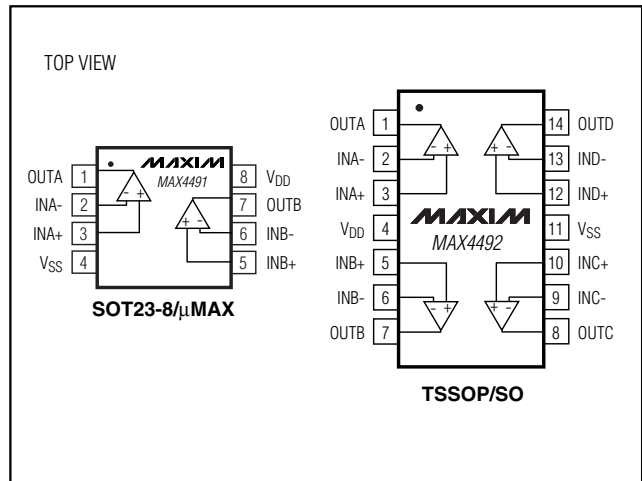 TOP VIEW
MAXIM
MAX4491
OUTA 1
INA- 2
INA+ 3
VSS 4
8 VDD
7 OUTB
6 INB-
5 INB+
- +
+ -
SOT23-8/μMAX
MAXIM
MAX4492
OUTA 1
INA- 2
INA+ 3
VDD 4
INB+ 5
INB- 6
OUTB 7
14 OUTD
13 IND-
12 IND+
11 VSS
10 INC+
9 INC-
8 OUTC
- +
+ -
- +
+ -
TSSOP/SO